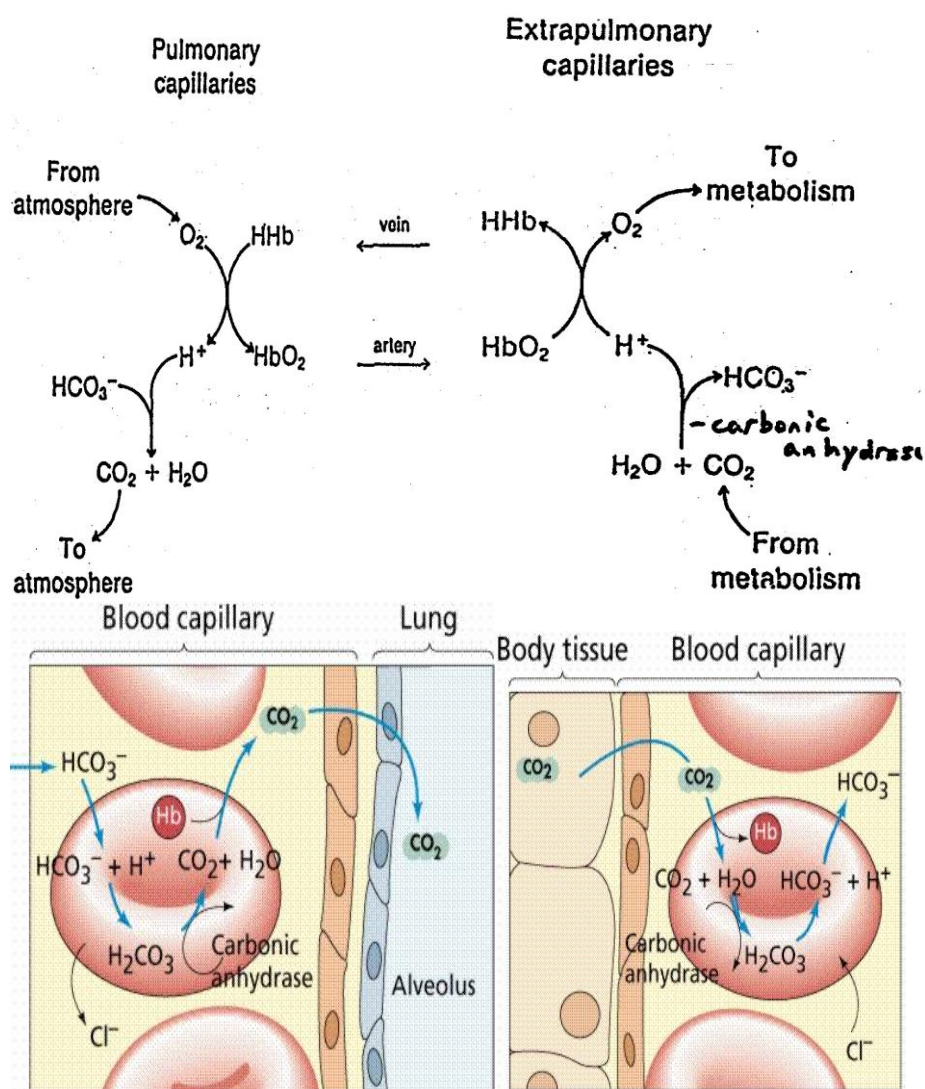 Pulmonary
capillaries
Extrapulmonary
capillaries
From
atmosphere
O₂
HHb
H⁺
HbO₂
HCO₃⁻
CO₂ + H₂O
To
atmosphere
vein
artery
To
metabolism
HHb
O₂
HbO₂
H⁺
HCO₃⁻
-carbonic
anhydrase
H₂O + CO₂
From
metabolism
Blood capillary
Lung
CO₂
HCO₃⁻
Hb
HCO₃⁻ + H⁺
CO₂ + H₂O
CO₂
H₂CO₃
Carbonic
anhydrase
Alveolus
Cl⁻
Body tissue
Blood capillary
CO₂
CO₂
HCO₃⁻
Hb
CO₂ + H₂O
HCO₃⁻ + H⁺
Carbonic
anhydrase
H₂CO₃
Cl⁻